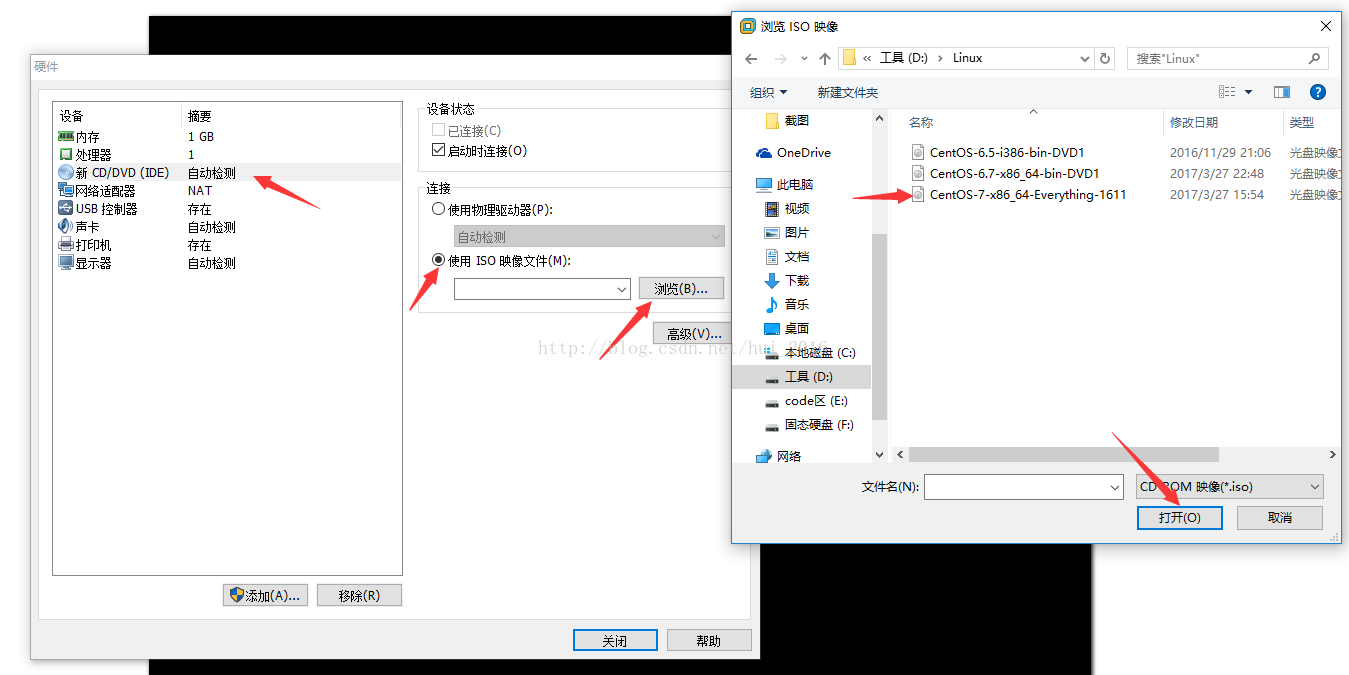 硬件
设备 摘要
内存 1 GB
处理器 1
新 CD/DVD (IDE) 自动检测
网络适配器 NAT
USB 控制器 存在
声卡 自动检测
打印机 存在
显示器 自动检测
添加(A)...
移除(R)
设备状态
已连接(C)
启动时连接(O)
连接
使用物理驱动器(P):
自动检测
使用 ISO 映像文件(M):
浏览(B)...
高级(V)...
http://blog.csdn.net/hui_2016
关闭
帮助
浏览 ISO 映像
« 工具 (D:) › Linux
搜索"Linux"
组织
新建文件夹
截图
OneDrive
此电脑
视频
图片
文档
下载
音乐
桌面
本地磁盘 (C:)
工具 (D:)
code区 (E:)
固态硬盘 (F:)
网络
名称 修改日期 类型
CentOS-6.5-i386-bin-DVD1 2016/11/29 21:06 光盘映像
CentOS-6.7-x86_64-bin-DVD1 2017/3/27 22:48 光盘映像
CentOS-7-x86_64-Everything-1611 2017/3/27 15:54 光盘映像
文件名(N):
CD-ROM 映像(*.iso)
打开(O)
取消